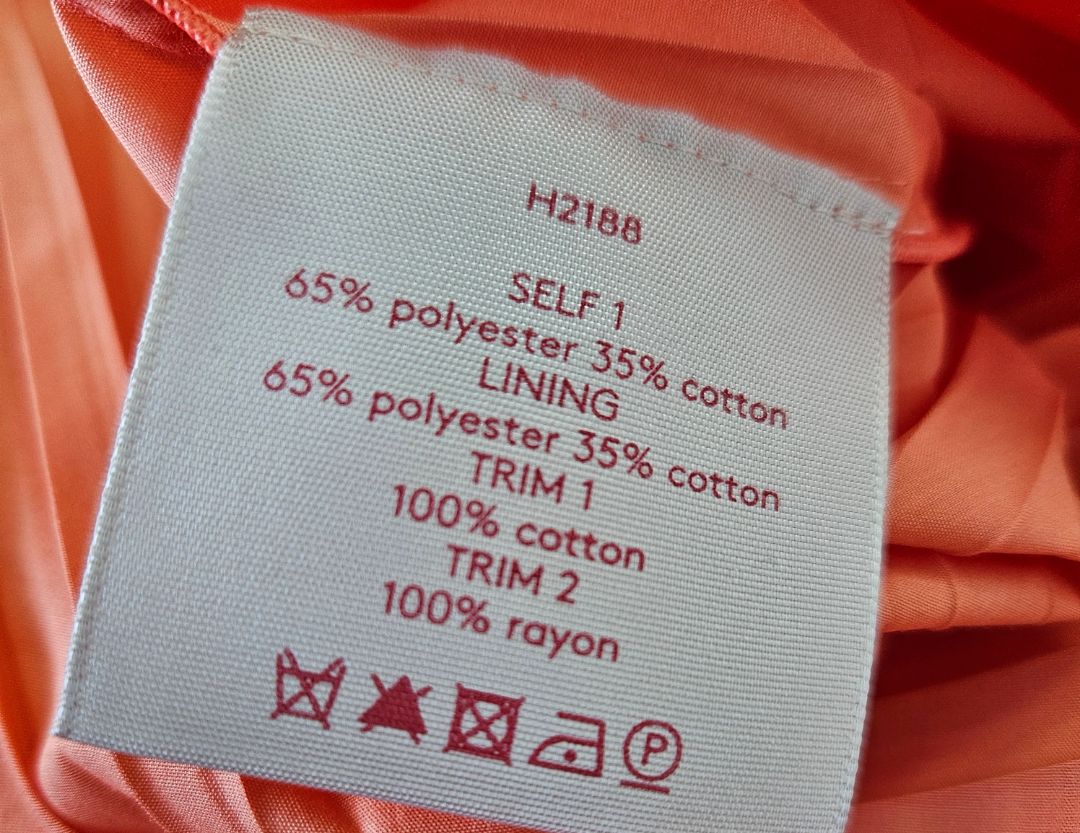 H2188
SELF 1
65% polyester 35% cotton
LINING
65% polyester 35% cotton
TRIM 1
100% cotton
TRIM 2
100% rayon
P